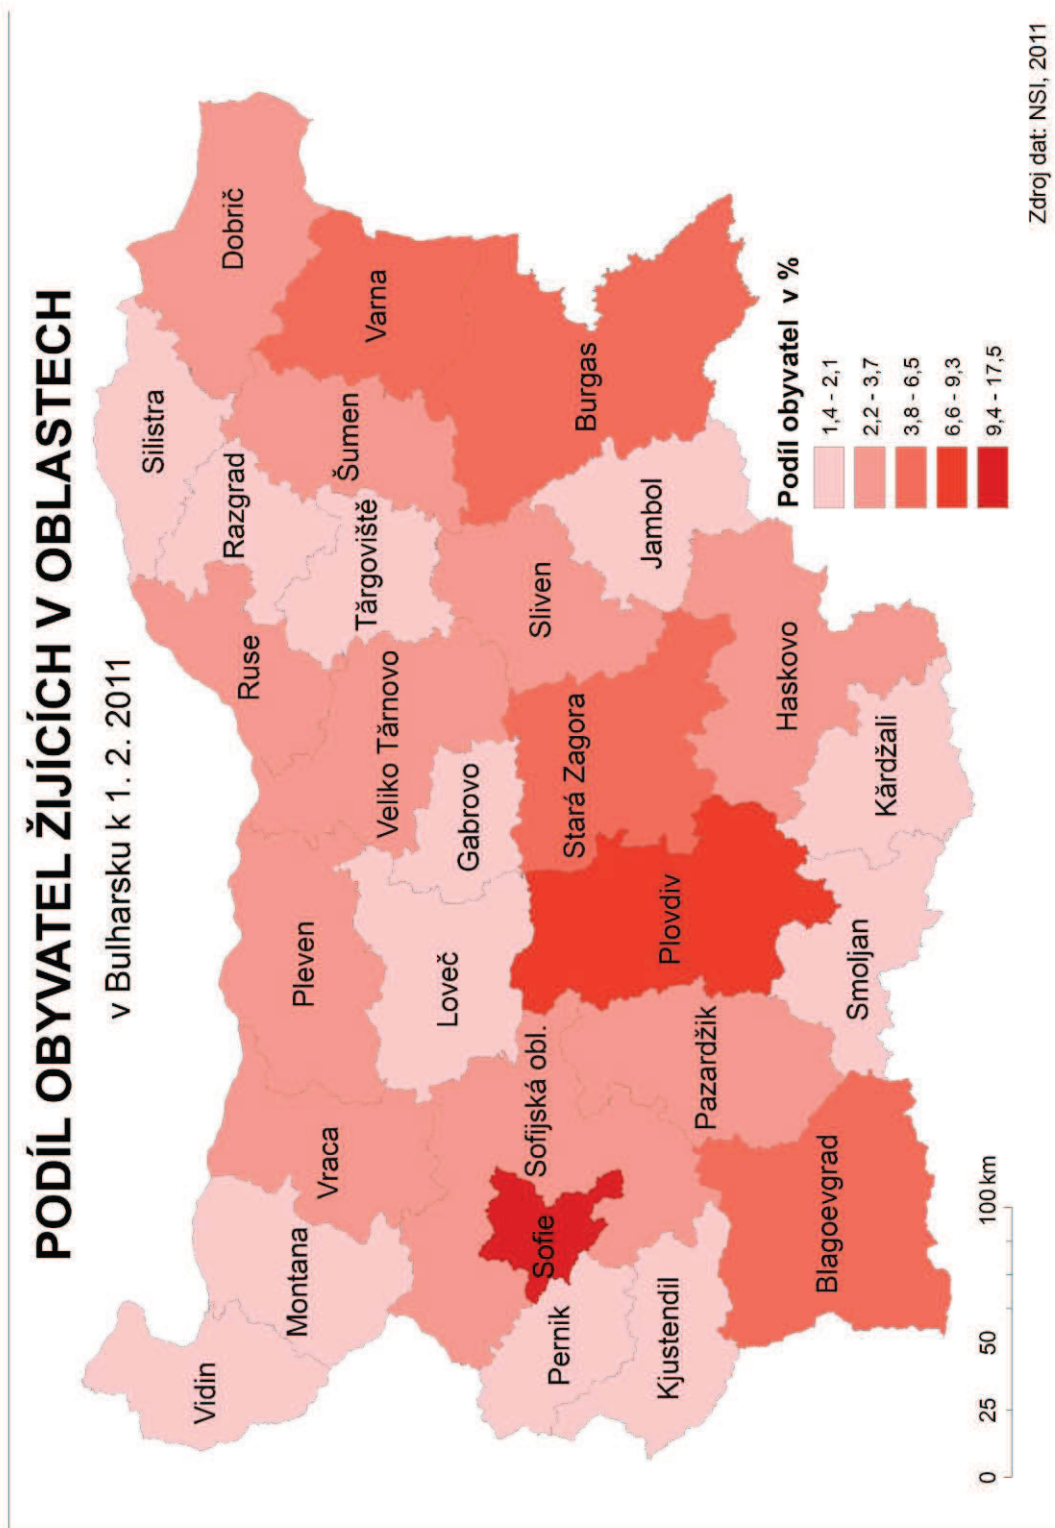 PODÍL OBYVATEL ŽIJÍCÍCH V OBLASTECH
v Bulharsku k 1. 2. 2011
Silistra
Dobrič
Razgrad
Ruse
Vidin
Montana
Vraca
Pleven
Veliko Tărnovo
Tărgoviště
Šumen
Varna
Loveč
Gabrovo
Sofijská obl.
Sofie
Pernik
Kjustendil
Sliven
Burgas
Stará Zagora
Jambol
Plovdiv
Pazardžik
Haskovo
Blagoevgrad
Smoljan
Kărdžali
Podíl obyvatel v %
1,4 - 2,1
2,2 - 3,7
3,8 - 6,5
6,6 - 9,3
9,4 - 17,5
0 25 50 100 km
Zdroj dat: NSI, 2011